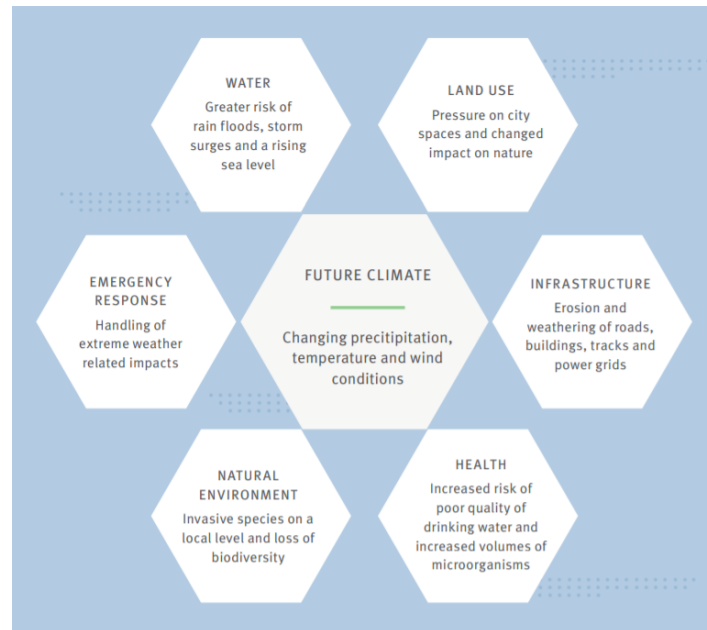 WATER
Greater risk of
rain floods, storm
surges and a rising
sea level
LAND USE
Pressure on city
spaces and changed
impact on nature
EMERGENCY
RESPONSE
Handling of
extreme weather
related impacts
FUTURE CLIMATE
Changing precitipitation,
temperature and wind
conditions
INFRASTRUCTURE
Erosion and
weathering of roads,
buildings, tracks and
power grids
NATURAL
ENVIRONMENT
Invasive species on a
local level and loss of
biodiversity
HEALTH
Increased risk of
poor quality of
drinking water and
increased volumes of
microorganisms